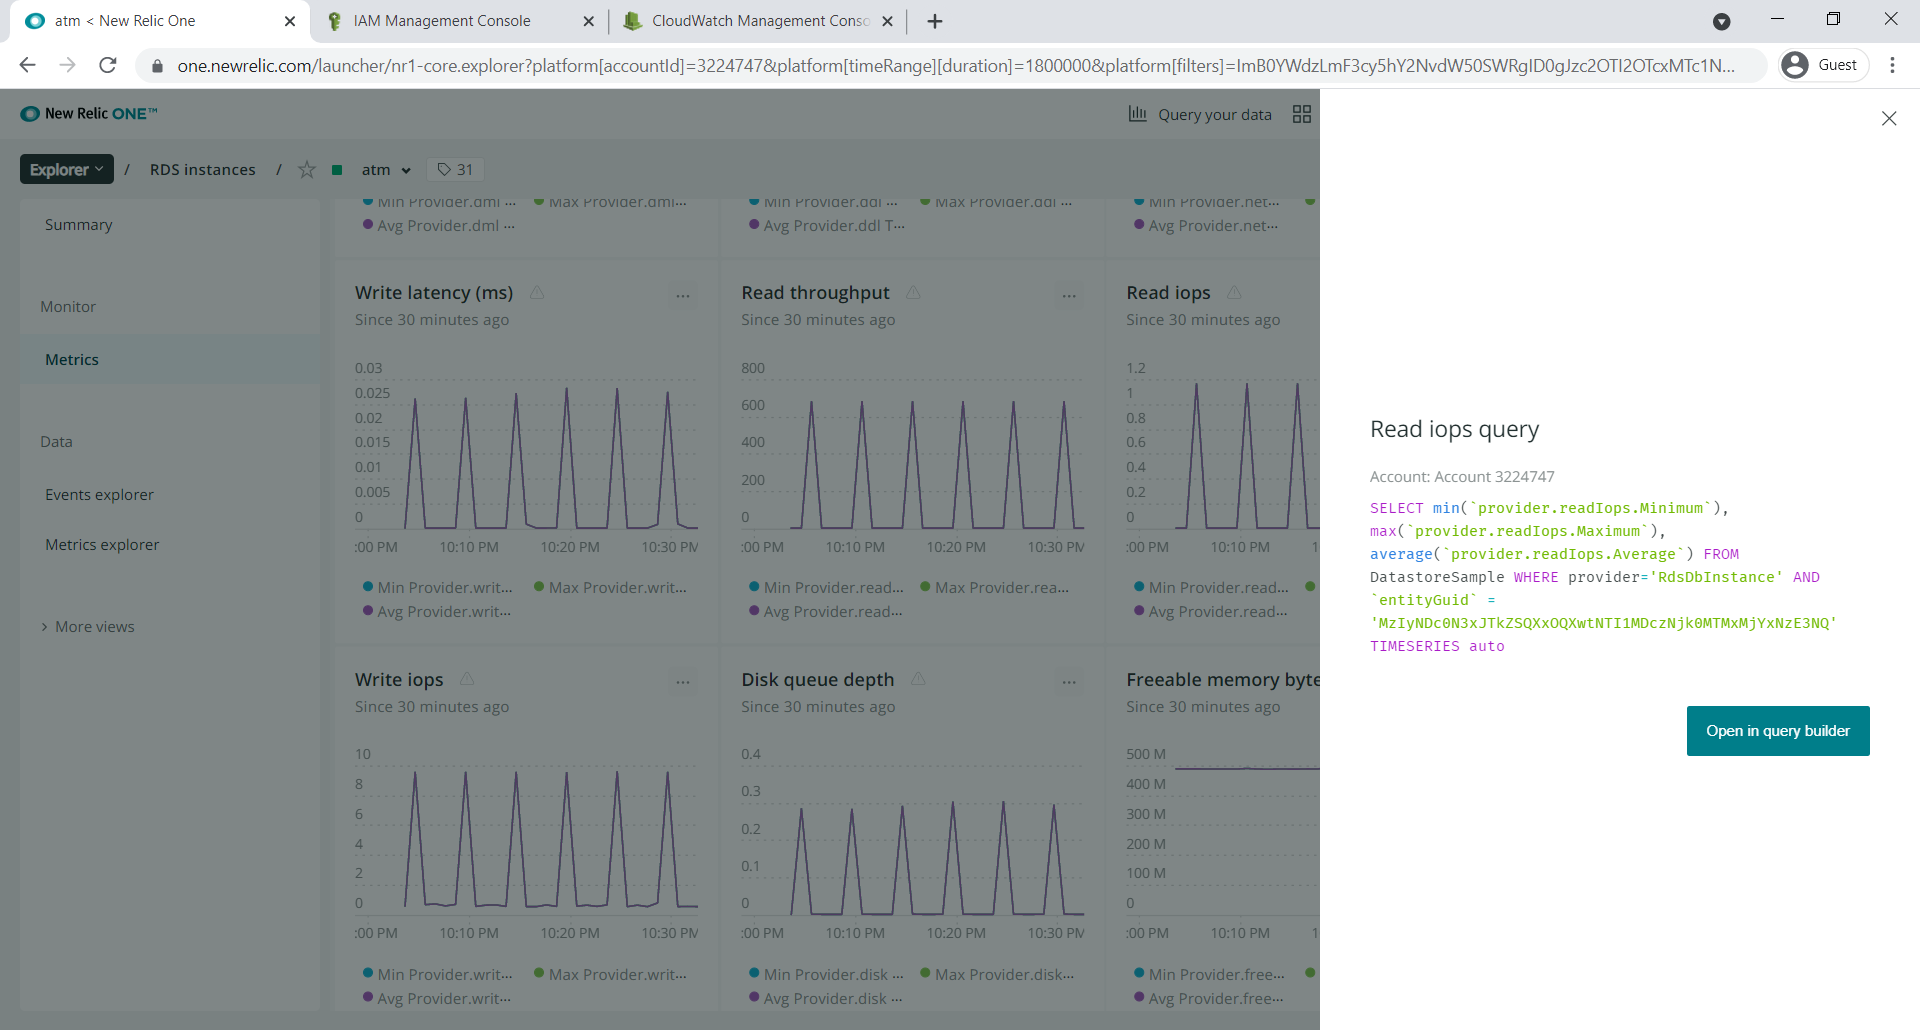 atm < New Relic One
IAM Management Console
CloudWatch Management Conso
one.newrelic.com/launcher/nr1-core.explorer?platform[accountId]=3224747&platform[timeRange][duration]=1800000&platform[filters]=ImB0YWdzLmF3cy5hY2NvdW50SWRgID0gJzc2OTI2OTcxMTc1N...
Guest
New Relic ONE™
Query your data
Explorer / RDS instances / atm 31
Summary
Monitor
Metrics
Data
Events explorer
Metrics explorer
More views
Min Provider.dml ...
Max Provider.dml...
Avg Provider.dml ...
Min Provider.ddl ...
Max Provider.ddl ...
Avg Provider.ddl T...
Min Provider.net...
Avg Provider.net...
Write latency (ms)
...
Since 30 minutes ago
0.03
0.025
0.02
0.015
0.01
0.005
0
:00 PM
10:10 PM
10:20 PM
10:30 PM
Min Provider.writ...
Max Provider.writ...
Avg Provider.writ...
Read throughput
...
Since 30 minutes ago
800
600
400
200
0
:00 PM
10:10 PM
10:20 PM
10:30 PM
Min Provider.read...
Max Provider.rea...
Avg Provider.read...
Read iops
Since 30 minutes ago
1.2
1
0.8
0.6
0.4
0.2
0
:00 PM
10:10 PM
1
Min Provider.read...
Avg Provider.read...
Write iops
...
Since 30 minutes ago
10
8
6
4
2
0
:00 PM
10:10 PM
10:20 PM
10:30 PM
Min Provider.writ...
Max Provider.writ...
Avg Provider.writ...
Disk queue depth
...
Since 30 minutes ago
0.4
0.3
0.2
0.1
0
:00 PM
10:10 PM
10:20 PM
10:30 PM
Min Provider.disk ...
Max Provider.disk...
Avg Provider.disk ...
Freeable memory byte
Since 30 minutes ago
500 M
400 M
300 M
200 M
100 M
0
:00 PM
10:10 PM
1
Min Provider.free...
Avg Provider.free...
Read iops query
Account: Account 3224747
SELECT min(`provider.readIops.Minimum`),
max(`provider.readIops.Maximum`),
average(`provider.readIops.Average`) FROM
DatastoreSample WHERE provider='RdsDbInstance' AND
`entityGuid` =
'MzIyNDc0N3xJTkZSQXxOQXwtNTI1MDczNjk0MTMxMjYxNzE3NQ'
TIMESERIES auto
Open in query builder